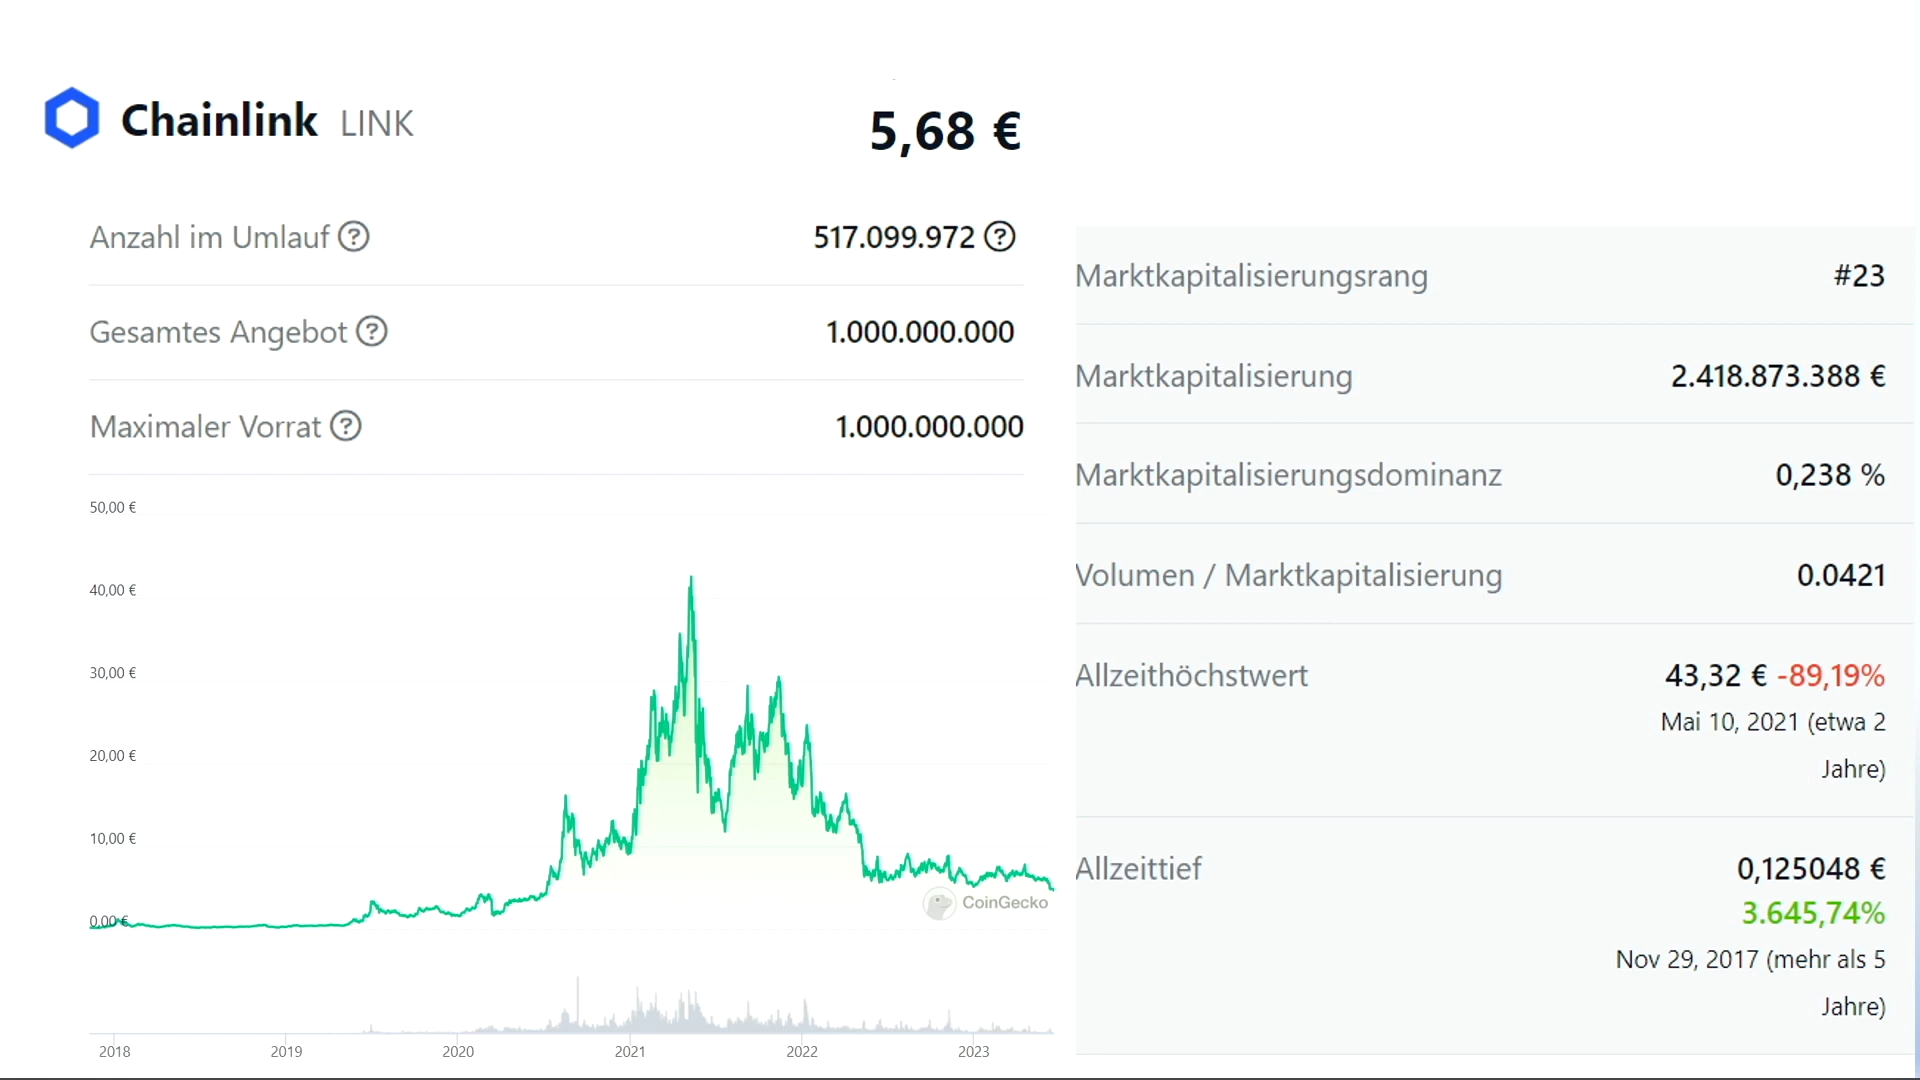 Chainlink LINK
5,68 €
Anzahl im Umlauf ?
517.099.972 ?
Gesamtes Angebot ?
1.000.000.000
Maximaler Vorrat ?
1.000.000.000
50,00 €
40,00 €
30,00 €
20,00 €
10,00 €
0,00 €
CoinGecko
2018 2019 2020 2021 2022 2023
Marktkapitalisierungsrang
#23
Marktkapitalisierung
2.418.873.388 €
Marktkapitalisierungsdominanz
0,238 %
Volumen / Marktkapitalisierung
0.0421
Allzeithöchstwert
43,32 € -89,19%
Mai 10, 2021 (etwa 2
Jahre)
Allzeittief
0,125048 €
3.645,74%
Nov 29, 2017 (mehr als 5
Jahre)